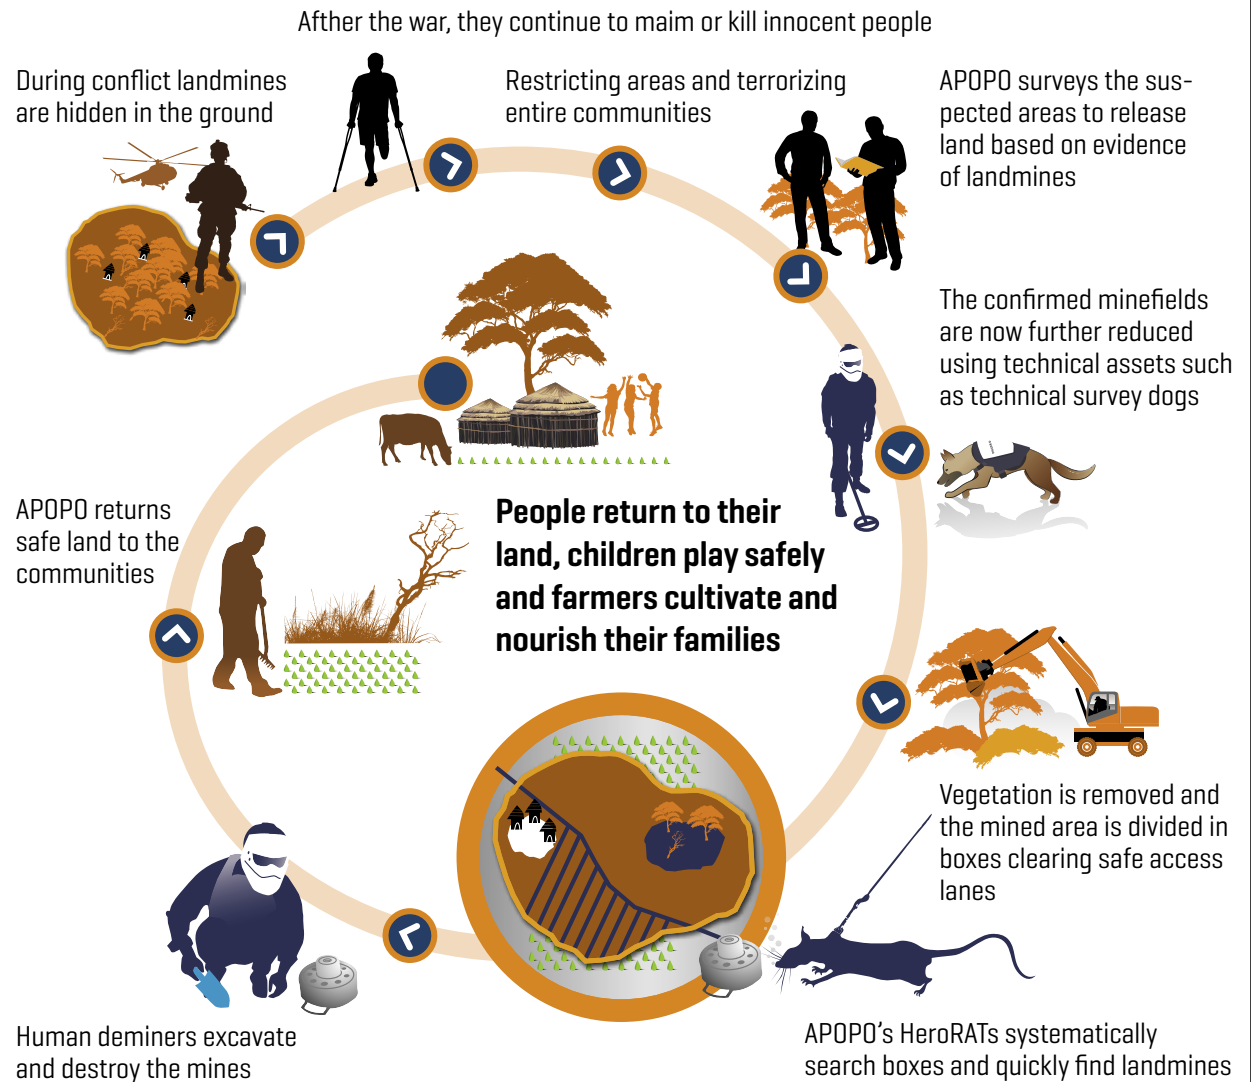 Afther the war, they continue to maim or kill innocent people
During conflict landmines
are hidden in the ground
Restricting areas and terrorizing
entire communities
APOPO surveys the sus-
pected areas to release
land based on evidence
of landmines
The confirmed minefields
are now further reduced
using technical assets such
as technical survey dogs
Vegetation is removed and
the mined area is divided in
boxes clearing safe access
lanes
APOPO's HeroRATs systematically
search boxes and quickly find landmines
Human deminers excavate
and destroy the mines
APOPO returns
safe land to the
communities
People return to their
land, children play safely
and farmers cultivate and
nourish their families